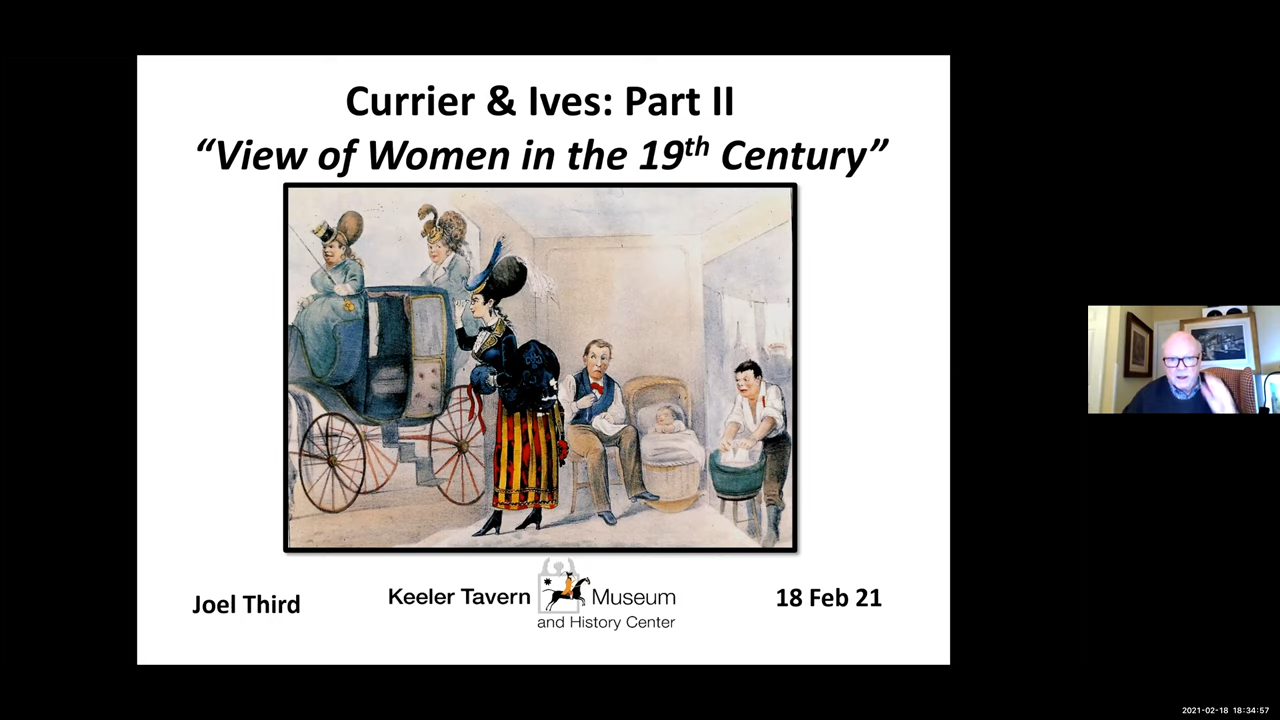 Currier & Ives: Part II
“View of Women in the 19th Century”
Joel Third
Keeler Tavern Museum
and History Center
18 Feb 21
2021-02-18 18:34:57